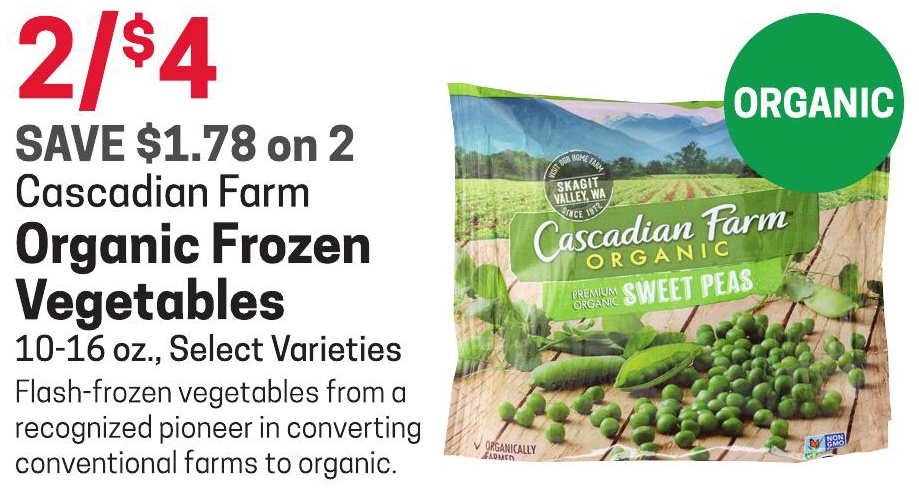 2/$4
SAVE $1.78 on 2
Cascadian Farm
Organic Frozen
Vegetables
10-16 oz., Select Varieties
Flash-frozen vegetables from a
recognized pioneer in converting
conventional farms to organic.
ORGANIC
VISIT OUR HOME FARM
SKAGIT
VALLEY, WA
SINCE 1972
Cascadian Farm
ORGANIC
PREMIUM
ORGANIC
SWEET PEAS
ORGANICALLY
FARMED
NON
GMO